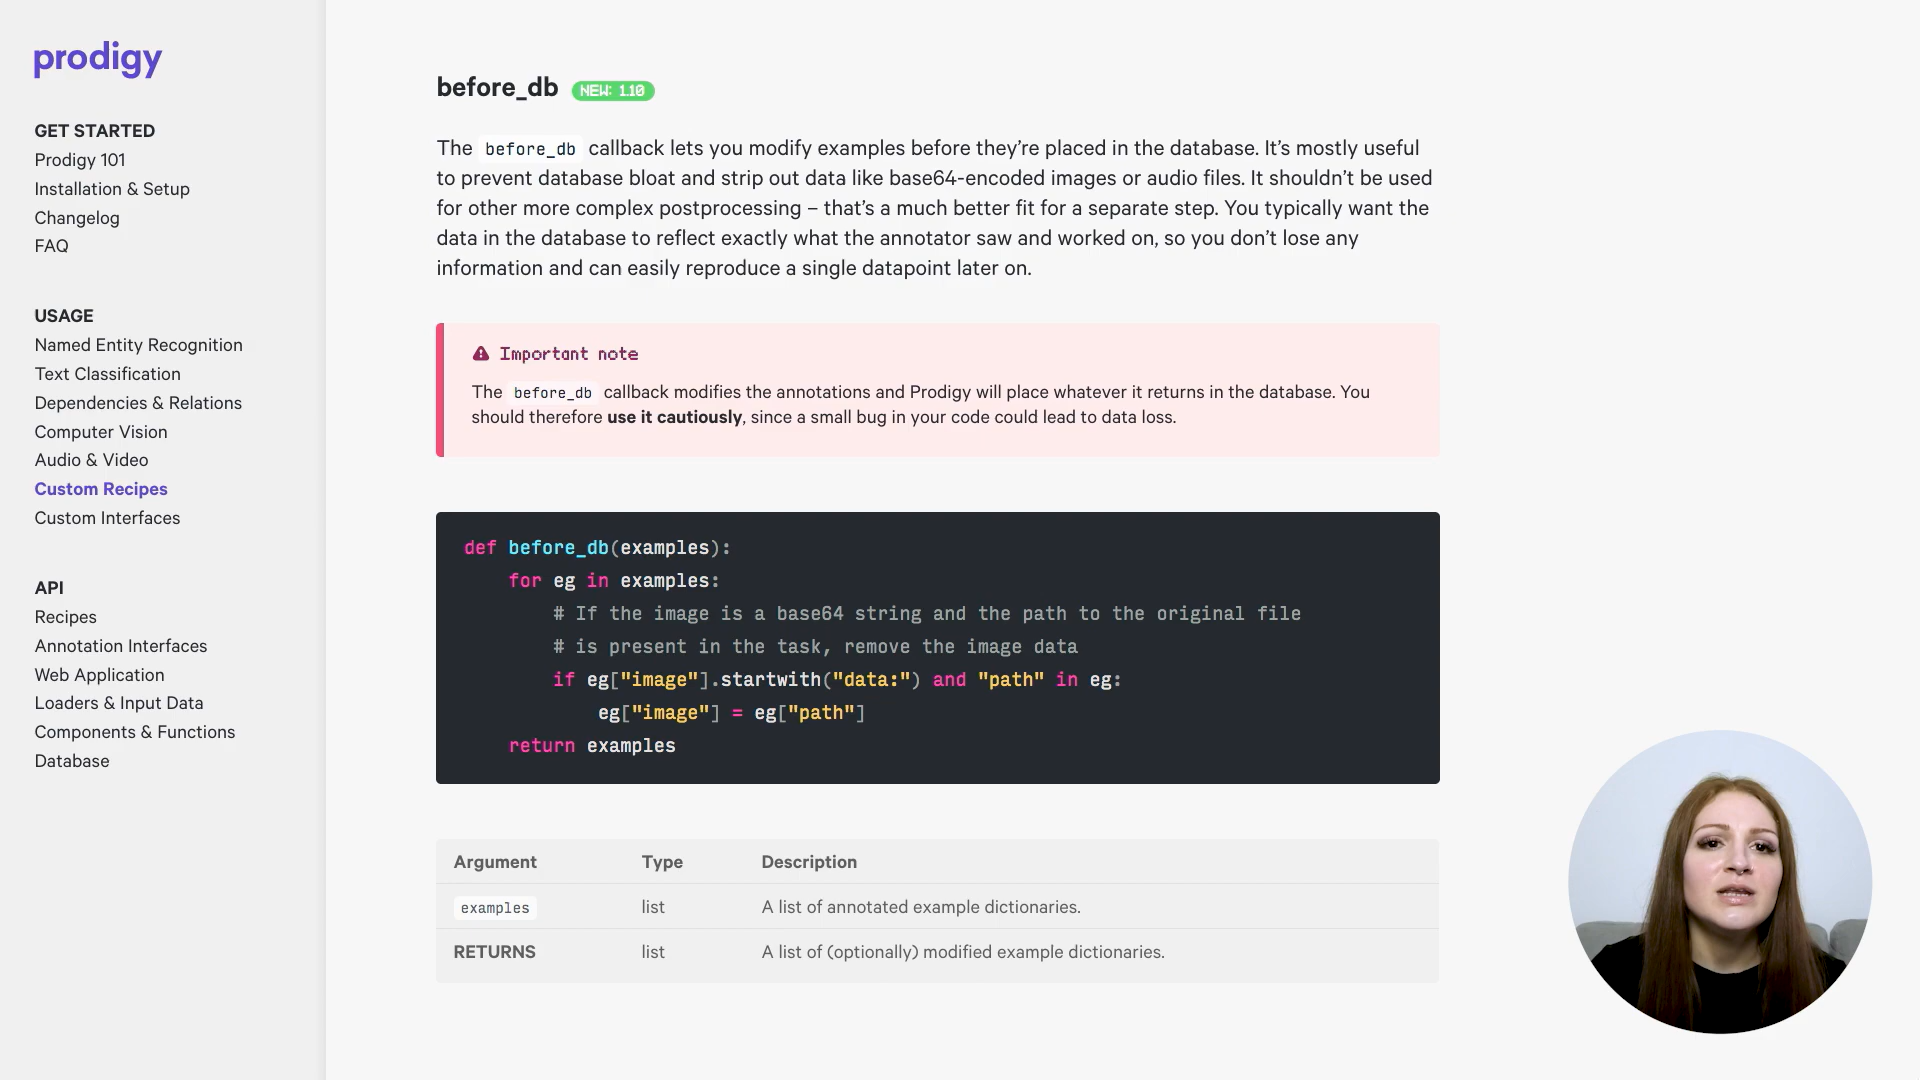 prodigy
GET STARTED
Prodigy 101
Installation & Setup
Changelog
FAQ
USAGE
Named Entity Recognition
Text Classification
Dependencies & Relations
Computer Vision
Audio & Video
Custom Recipes
Custom Interfaces
API
Recipes
Annotation Interfaces
Web Application
Loaders & Input Data
Components & Functions
Database
before_db NEW: 1.10
The before_db callback lets you modify examples before they’re placed in the database. It’s mostly useful
to prevent database bloat and strip out data like base64-encoded images or audio files. It shouldn’t be used
for other more complex postprocessing – that’s a much better fit for a separate step. You typically want the
data in the database to reflect exactly what the annotator saw and worked on, so you don’t lose any
information and can easily reproduce a single datapoint later on.
Important note
The before_db callback modifies the annotations and Prodigy will place whatever it returns in the database. You
should therefore use it cautiously, since a small bug in your code could lead to data loss.
def before_db(examples):
    for eg in examples:
        # If the image is a base64 string and the path to the original file
        # is present in the task, remove the image data
        if eg["image"].startwith("data:") and "path" in eg:
            eg["image"] = eg["path"]
    return examples
Argument Type Description
examples list A list of annotated example dictionaries.
RETURNS list A list of (optionally) modified example dictionaries.